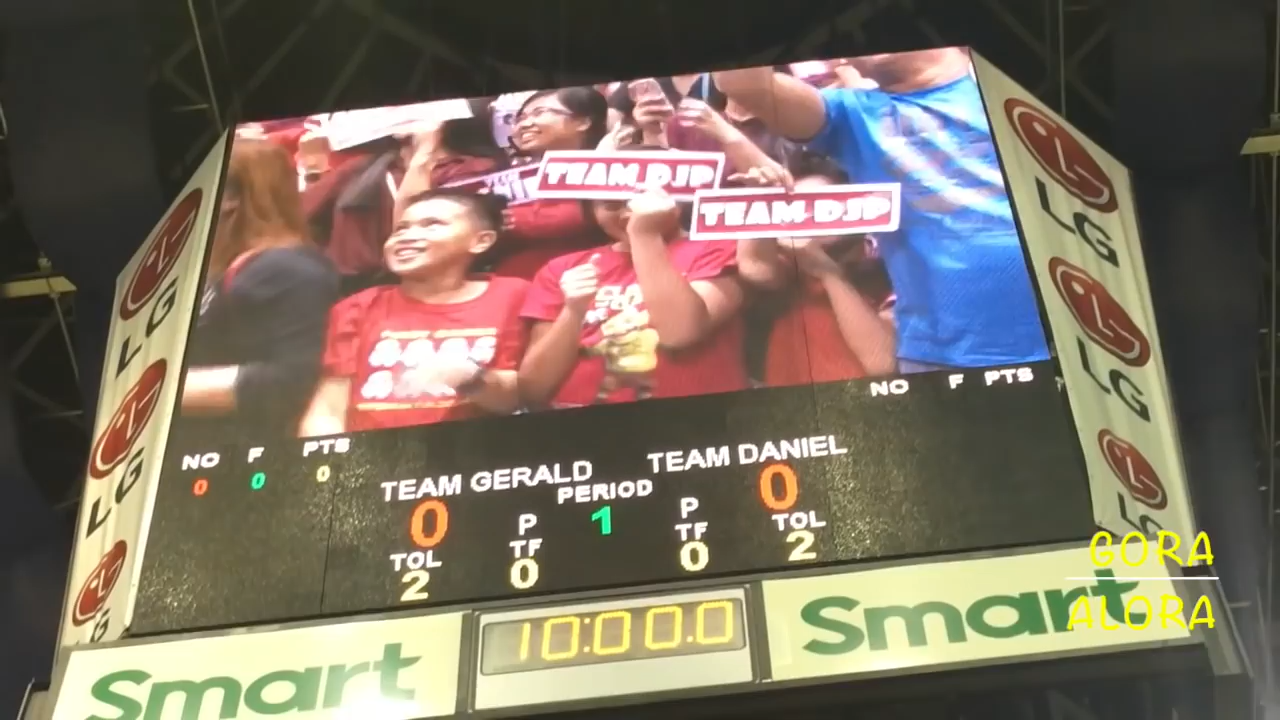 TEAM DJP
TEAM DJP
LG
LG
LG
LG
LG
LG
NO F PTS
NO F PTS
0 0 0
TEAM GERALD
TEAM DANIEL
0
PERIOD
0
P
1
P
TOL
TF
TF
TOL
2
0
0
2
10:00.0
Smart
Smart
GORA
ALORA